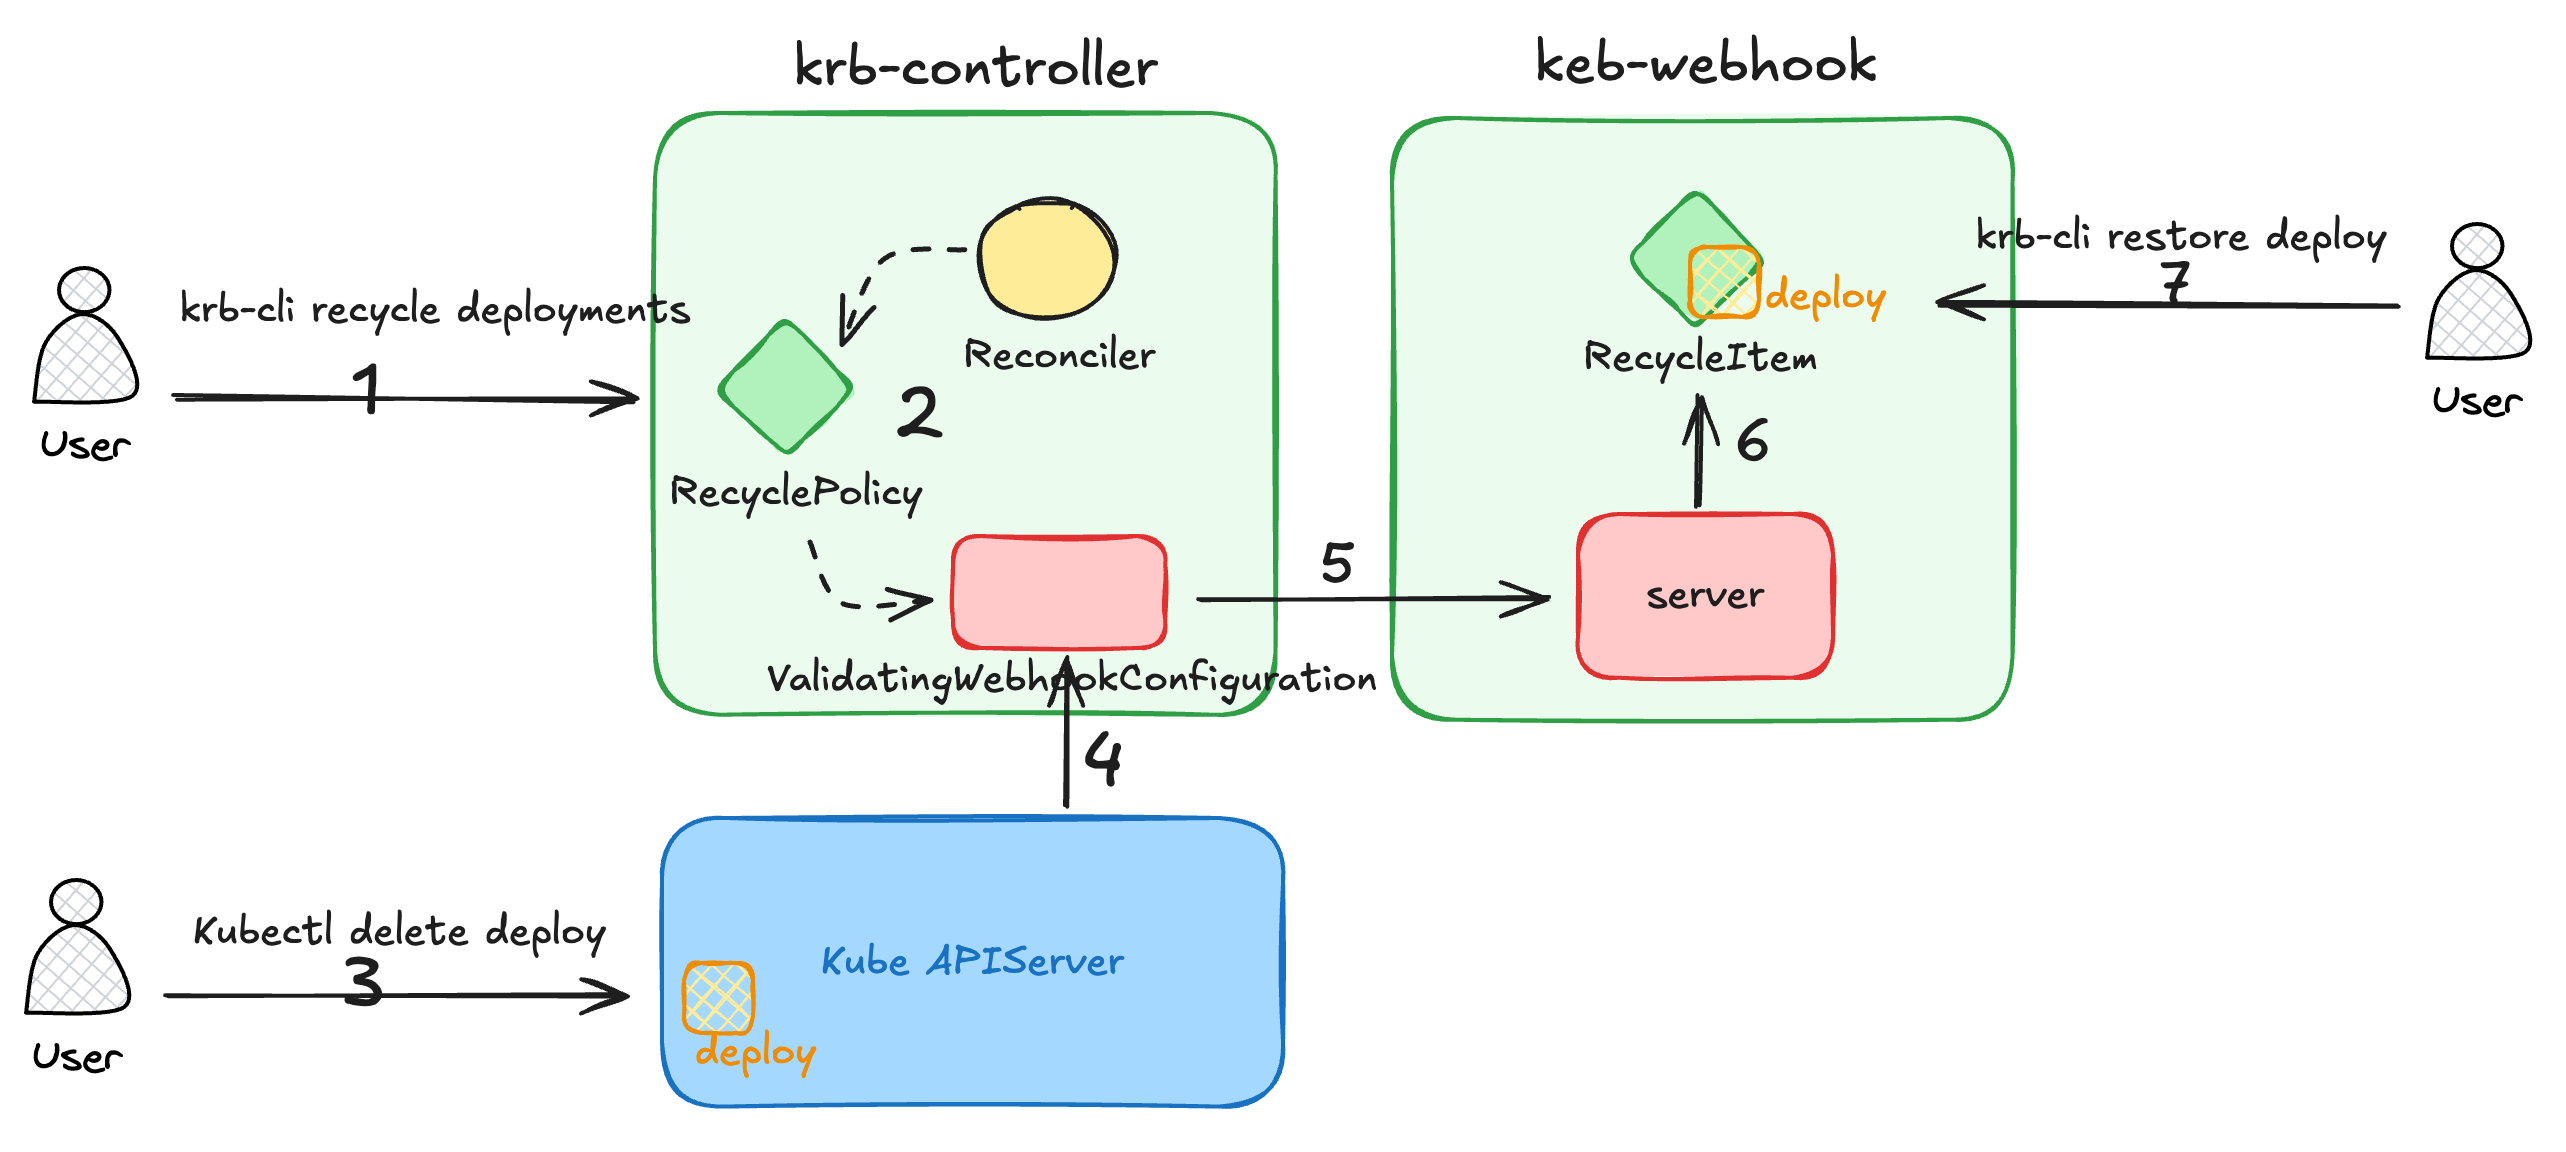 krb-controller
keb-webhook
krb-cli recycle deployments
1
User
Reconciler
2
RecyclePolicy
ValidatingWebhookConfiguration
5
RecycleItem
deploy
6
server
krb-cli restore deploy
7
User
4
Kubectl delete deploy
3
User
Kube APIServer
deploy